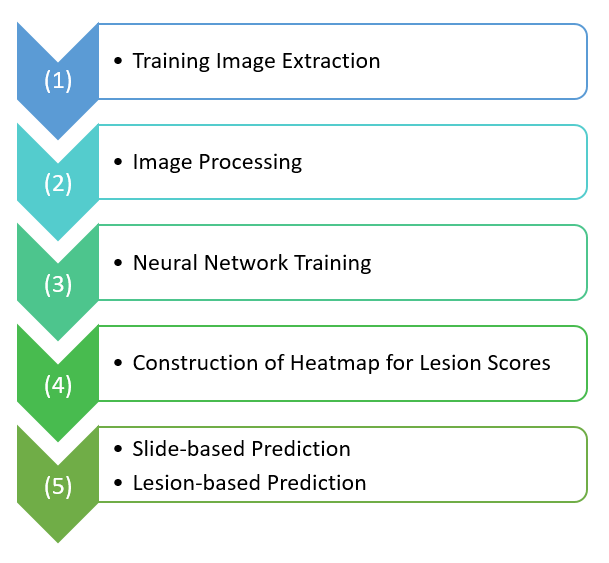 (1)
• Training Image Extraction
(2)
• Image Processing
(3)
• Neural Network Training
(4)
• Construction of Heatmap for Lesion Scores
(5)
• Slide-based Prediction
• Lesion-based Prediction